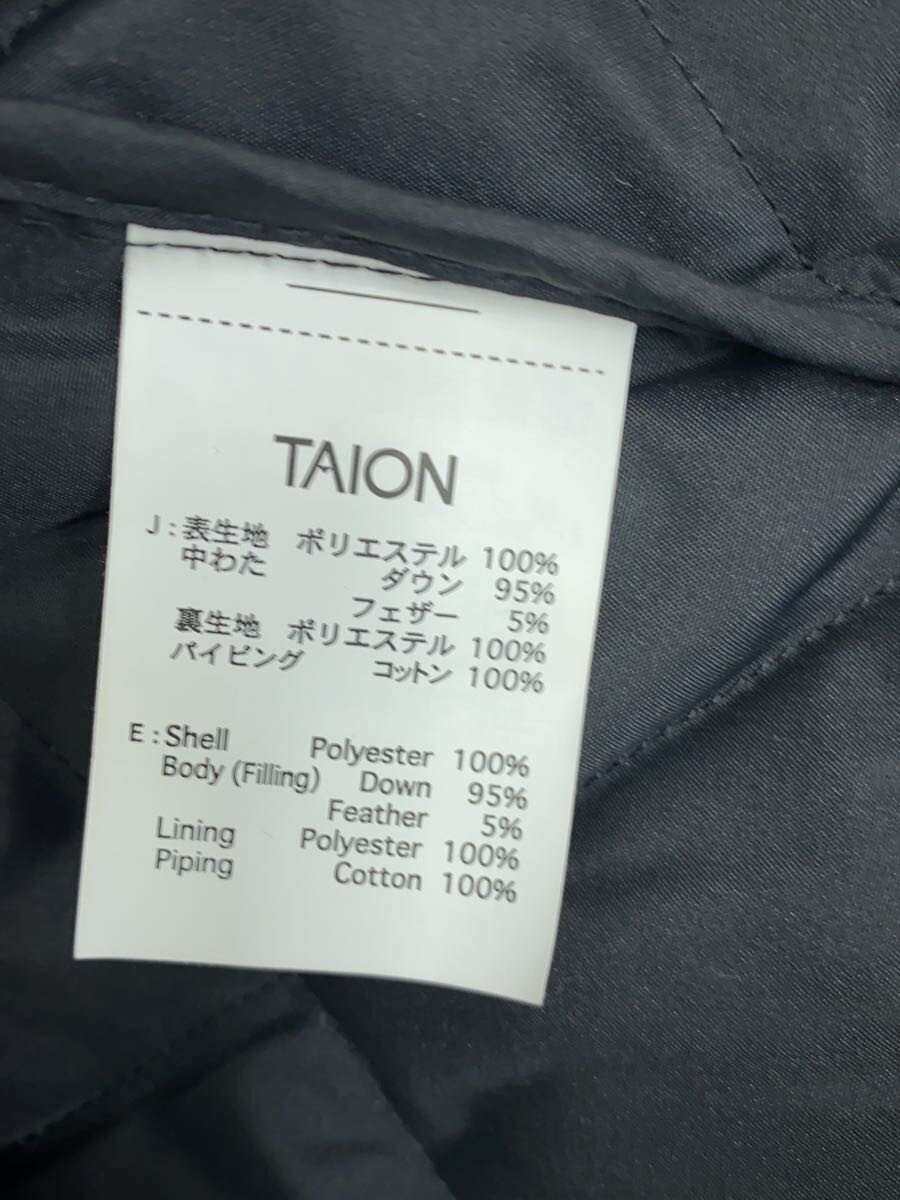 TAION
J : 表生地 ポリエステル 100%
中わた ダウン 95%
フェザー 5%
裏生地 ポリエステル 100%
パイピング コットン 100%
E : Shell Polyester 100%
Body (Filling) Down 95%
Feather 5%
Lining Polyester 100%
Piping Cotton 100%